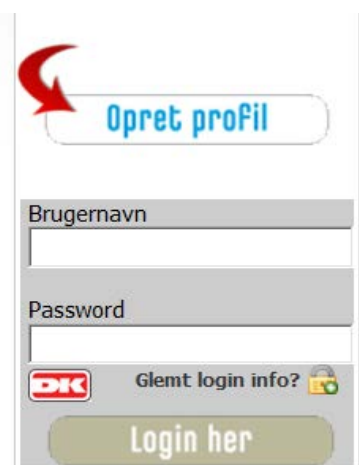 Opret profil
Brugernavn
Password
DK Glemt login info?
Login her